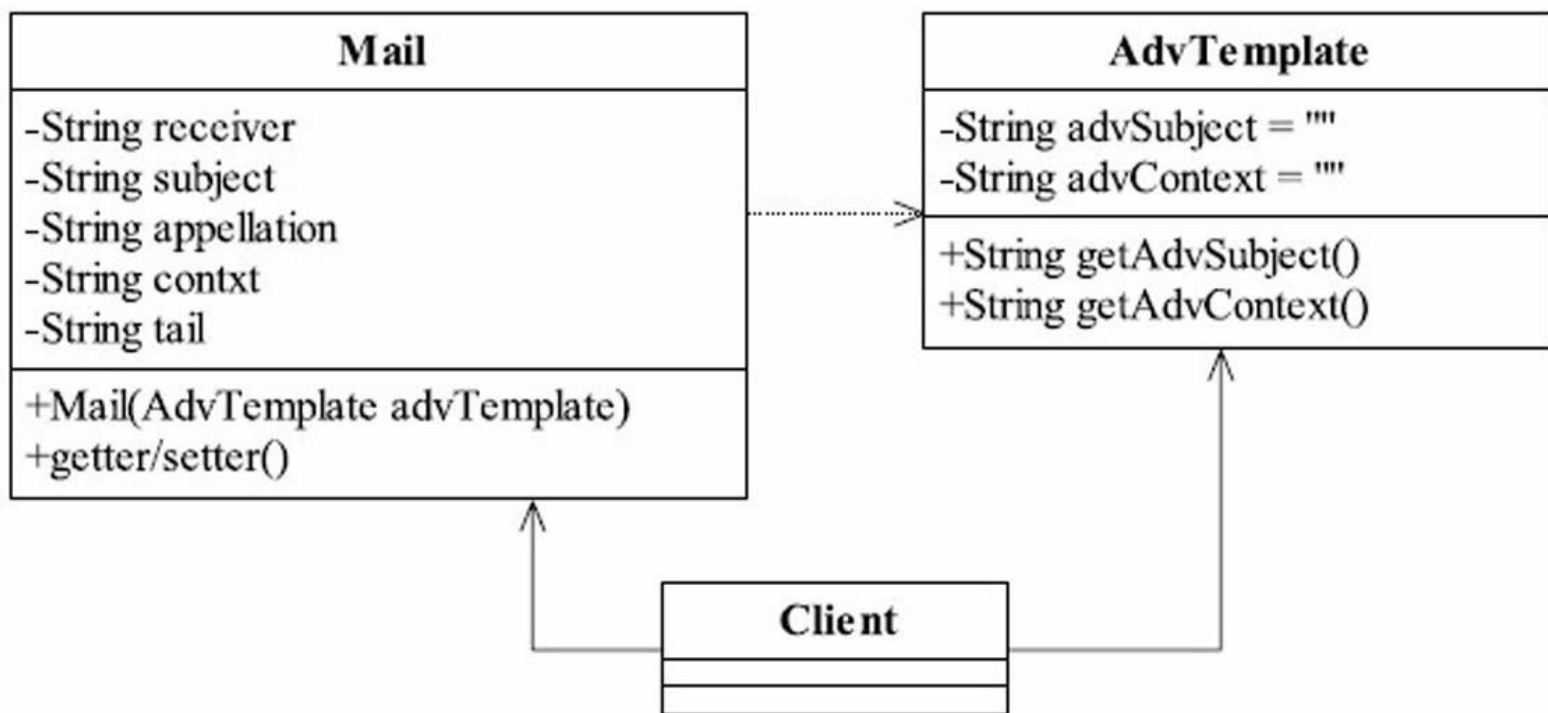 Mail
-String receiver
-String subject
-String appellation
-String contxt
-String tail
+Mail(AdvTemplate advTemplate)
+getter/setter()
AdvTemplate
-String advSubject = ""
-String advContext = ""
+String getAdvSubject()
+String getAdvContext()
Client